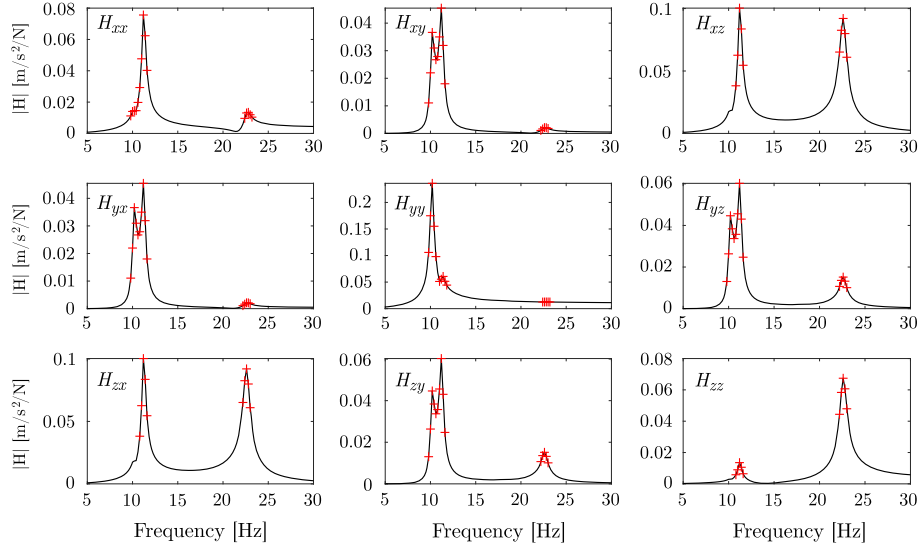 0.08 0.06 0.04 0.02 0
|H| [m/s²/N]
H_xx
5 10 15 20 25 30
0.04 0.03 0.02 0.01 0
H_xy
5 10 15 20 25 30
0.1 0.05 0
H_xz
5 10 15 20 25 30
0.04 0.03 0.02 0.01 0
|H| [m/s²/N]
H_yx
5 10 15 20 25 30
0.2 0.15 0.1 0.05 0
H_yy
5 10 15 20 25 30
0.06 0.04 0.02 0
H_yz
5 10 15 20 25 30
0.1 0.05 0
|H| [m/s²/N]
H_zx
5 10 15 20 25 30
Frequency [Hz]
0.06 0.04 0.02 0
H_zy
5 10 15 20 25 30
Frequency [Hz]
0.08 0.06 0.04 0.02 0
H_zz
5 10 15 20 25 30
Frequency [Hz]